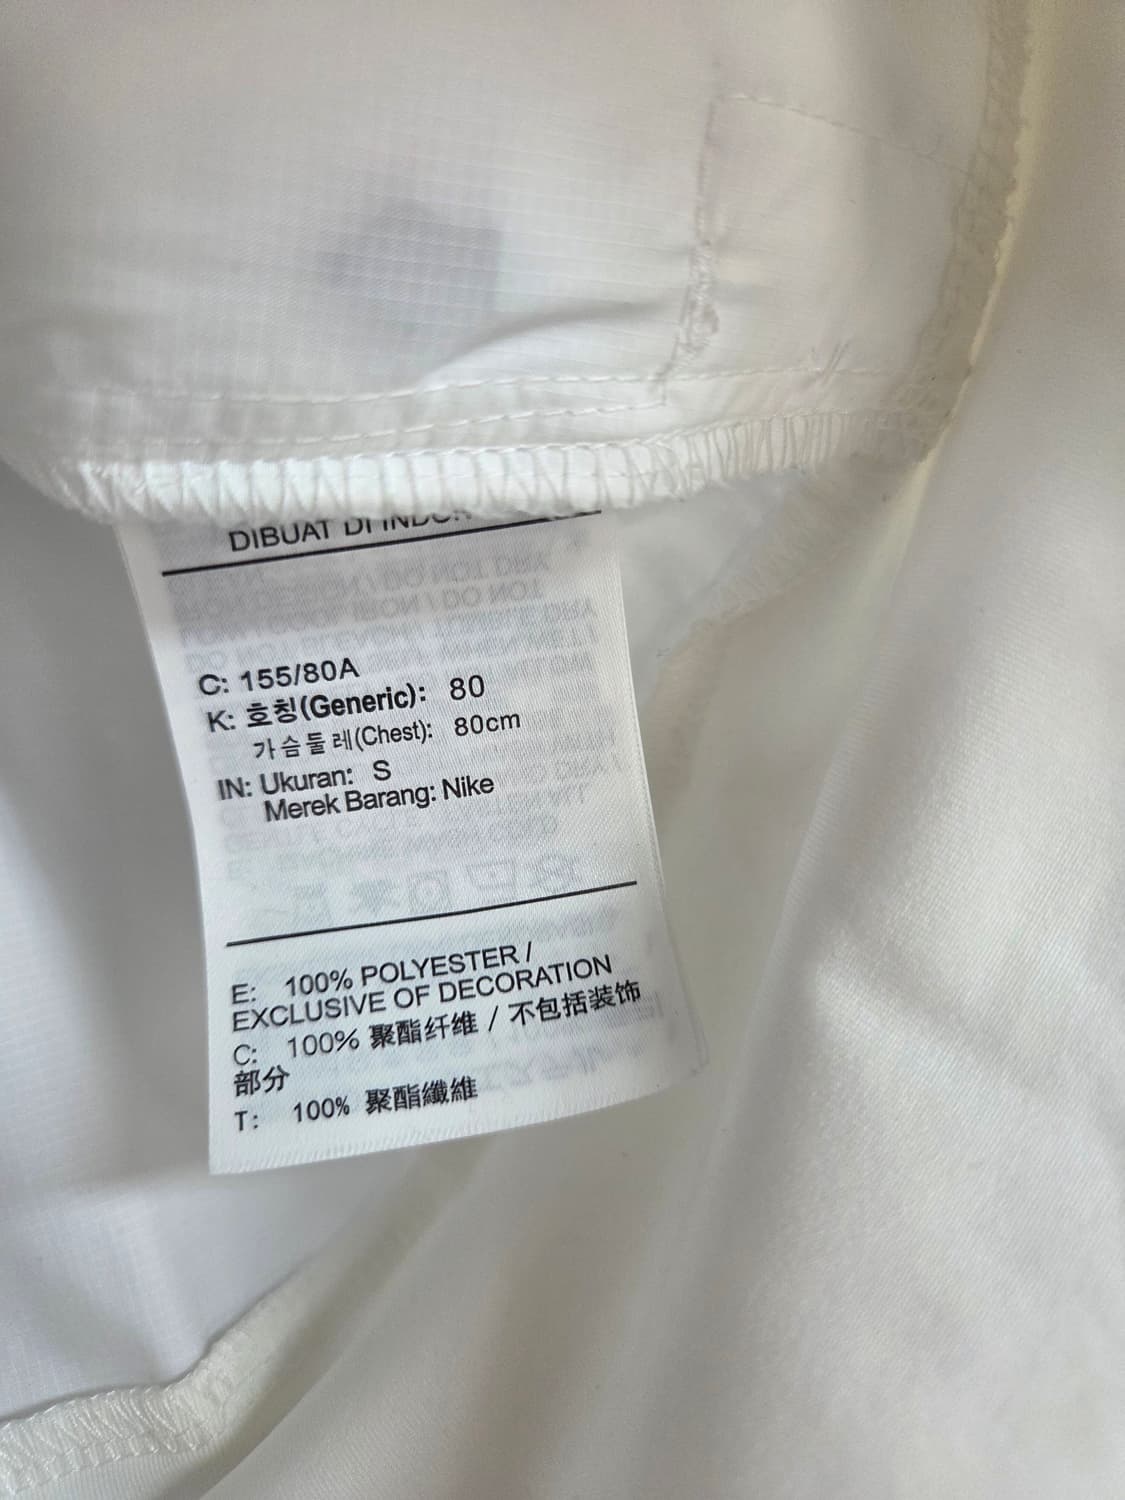 DIBUAT DI INDO
C: 155/80A
K: 호칭(Generic): 80
가슴둘레(Chest): 80cm
IN: Ukuran: S
Merek Barang: Nike
E: 100% POLYESTER /
EXCLUSIVE OF DECORATION
C: 100% 聚酯纤维 / 不包括装饰
部分
T: 100% 聚酯纖維